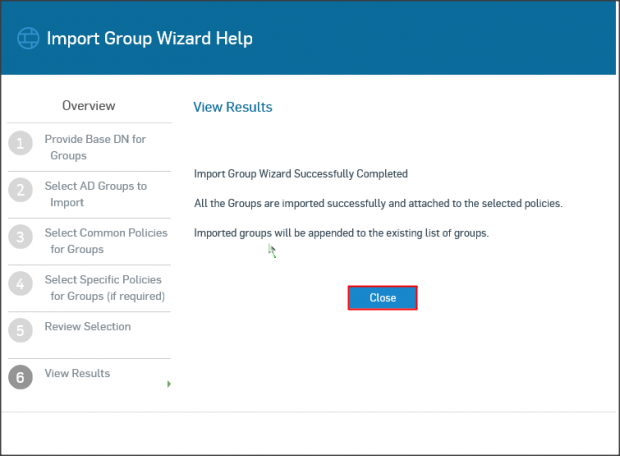 Import Group Wizard Help
Overview
1 Provide Base DN for
Groups
2 Select AD Groups to
Import
3 Select Common Policies
for Groups
4 Select Specific Policies
for Groups (if required)
5 Review Selection
6 View Results
View Results
Import Group Wizard Successfully Completed
All the Groups are imported successfully and attached to the selected policies.
Imported groups will be appended to the existing list of groups.
Close